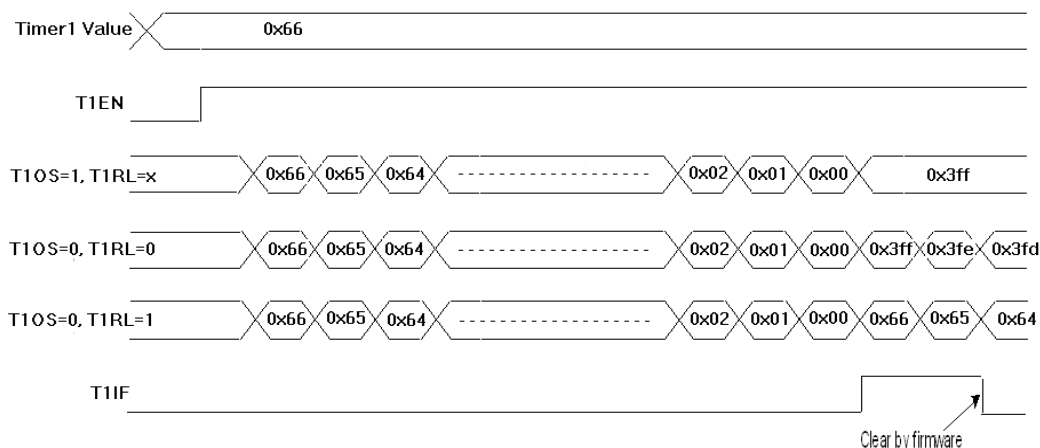 Timer1 Value 0x66
T1EN
T1OS=1, T1RL=x 0x66 0x65 0x64 0x02 0x01 0x00 0x3ff
T1OS=0, T1RL=0 0x66 0x65 0x64 0x02 0x01 0x00 0x3ff 0x3fe 0x3fd
T1OS=0, T1RL=1 0x66 0x65 0x64 0x02 0x01 0x00 0x66 0x65 0x64
T1IF
Clear by firmware